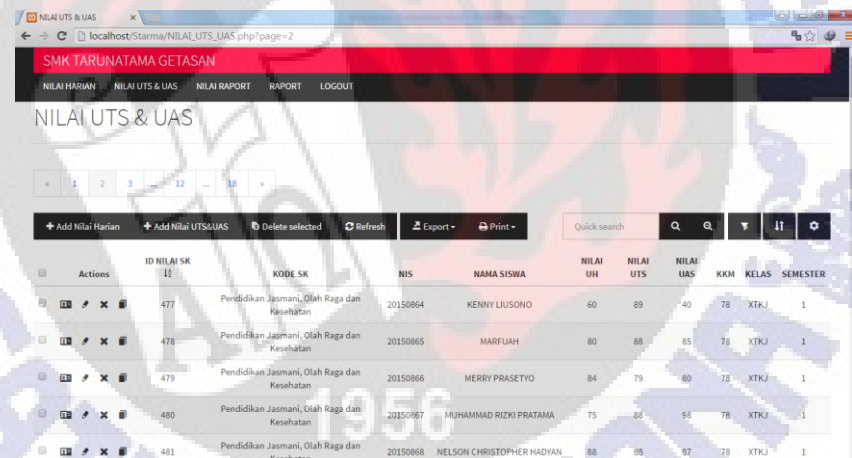 NILAI UTS & UAS
localhost/Starma/NILAI_UTS_UAS.php?page=2
SMK TARUNATAMA GETASAN
NILAI HARIAN NILAI UTS & UAS NILAI RAPORT RAPORT LOGOUT
NILAI UTS & UAS
« 1 2 3 ... 12 ... 18 »
Add Nilai Harian Add Nilai UTS&UAS Delete selected Refresh Export Print Quick search
Actions ID NILAI SK KODE SK NIS NAMA SISWA NILAI UH NILAI UTS NILAI UAS KKM KELAS SEMESTER
477 Pendidikan Jasmani, Olah Raga dan Kesehatan 20150864 KENNY LIUSONO 60 89 40 78 XTKJ 1
478 Pendidikan Jasmani, Olah Raga dan Kesehatan 20150865 MARFUAH 80 88 85 78 XTKJ 1
479 Pendidikan Jasmani, Olah Raga dan Kesehatan 20150866 MERRY PRASETYO 84 79 80 78 XTKJ 1
480 Pendidikan Jasmani, Olah Raga dan Kesehatan 20150867 MUHAMMAD RIZKI PRATAMA 75 88 98 78 XTKJ 1
481 Pendidikan Jasmani, Olah Raga dan Kesehatan 20150868 NELSON CHRISTOPHER HADYAN 88 88 87 78 XTKJ 1
1956